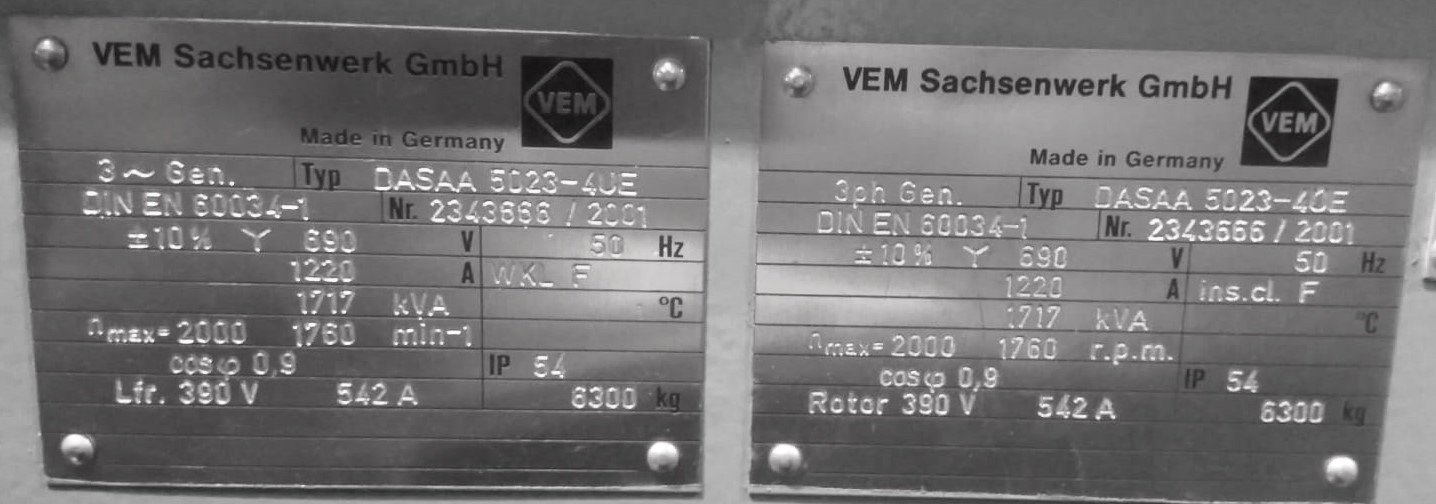 VEM Sachsenwerk GmbH
VEM
Made in Germany
3 ~ Gen. Typ DASAA 5023-4UE
DIN EN 60034-1 Nr. 2343666 / 2001
±10% Y 690 V 50 Hz
1220 A WKL F
1717 kVA °C
nmax= 2000 1760 min-1
cosφ 0,9 IP 54
Lfr. 390 V 542 A 6300 kg
VEM Sachsenwerk GmbH
VEM
Made in Germany
3ph Gen. Typ DASAA 5023-4UE
DIN EN 60034-1 Nr. 2343666 / 2001
±10% Y 690 V 50 Hz
1220 A ins.cl. F
1717 kVA °C
nmax= 2000 1760 r.p.m.
cosφ 0,9 IP 54
Rotor 390 V 542 A 6300 kg